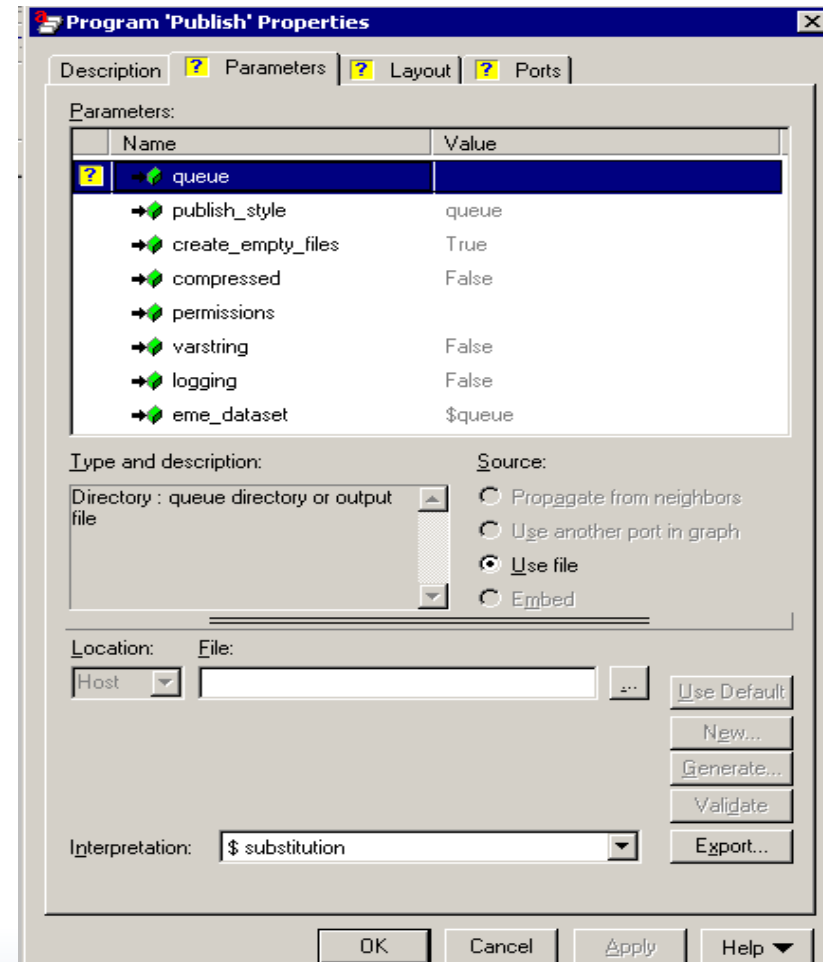 Program 'Publish' Properties
Description ? Parameters ? Layout ? Ports
Parameters:
Name Value
? queue
publish_style queue
create_empty_files True
compressed False
permissions
varstring False
logging False
eme_dataset $queue
Type and description: Source:
Directory : queue directory or output
file
Propagate from neighbors
Use another port in graph
Use file
Embed
Location: File:
Host ...
Use Default
New...
Generate...
Validate
Interpretation: $ substitution Export...
OK Cancel Apply Help